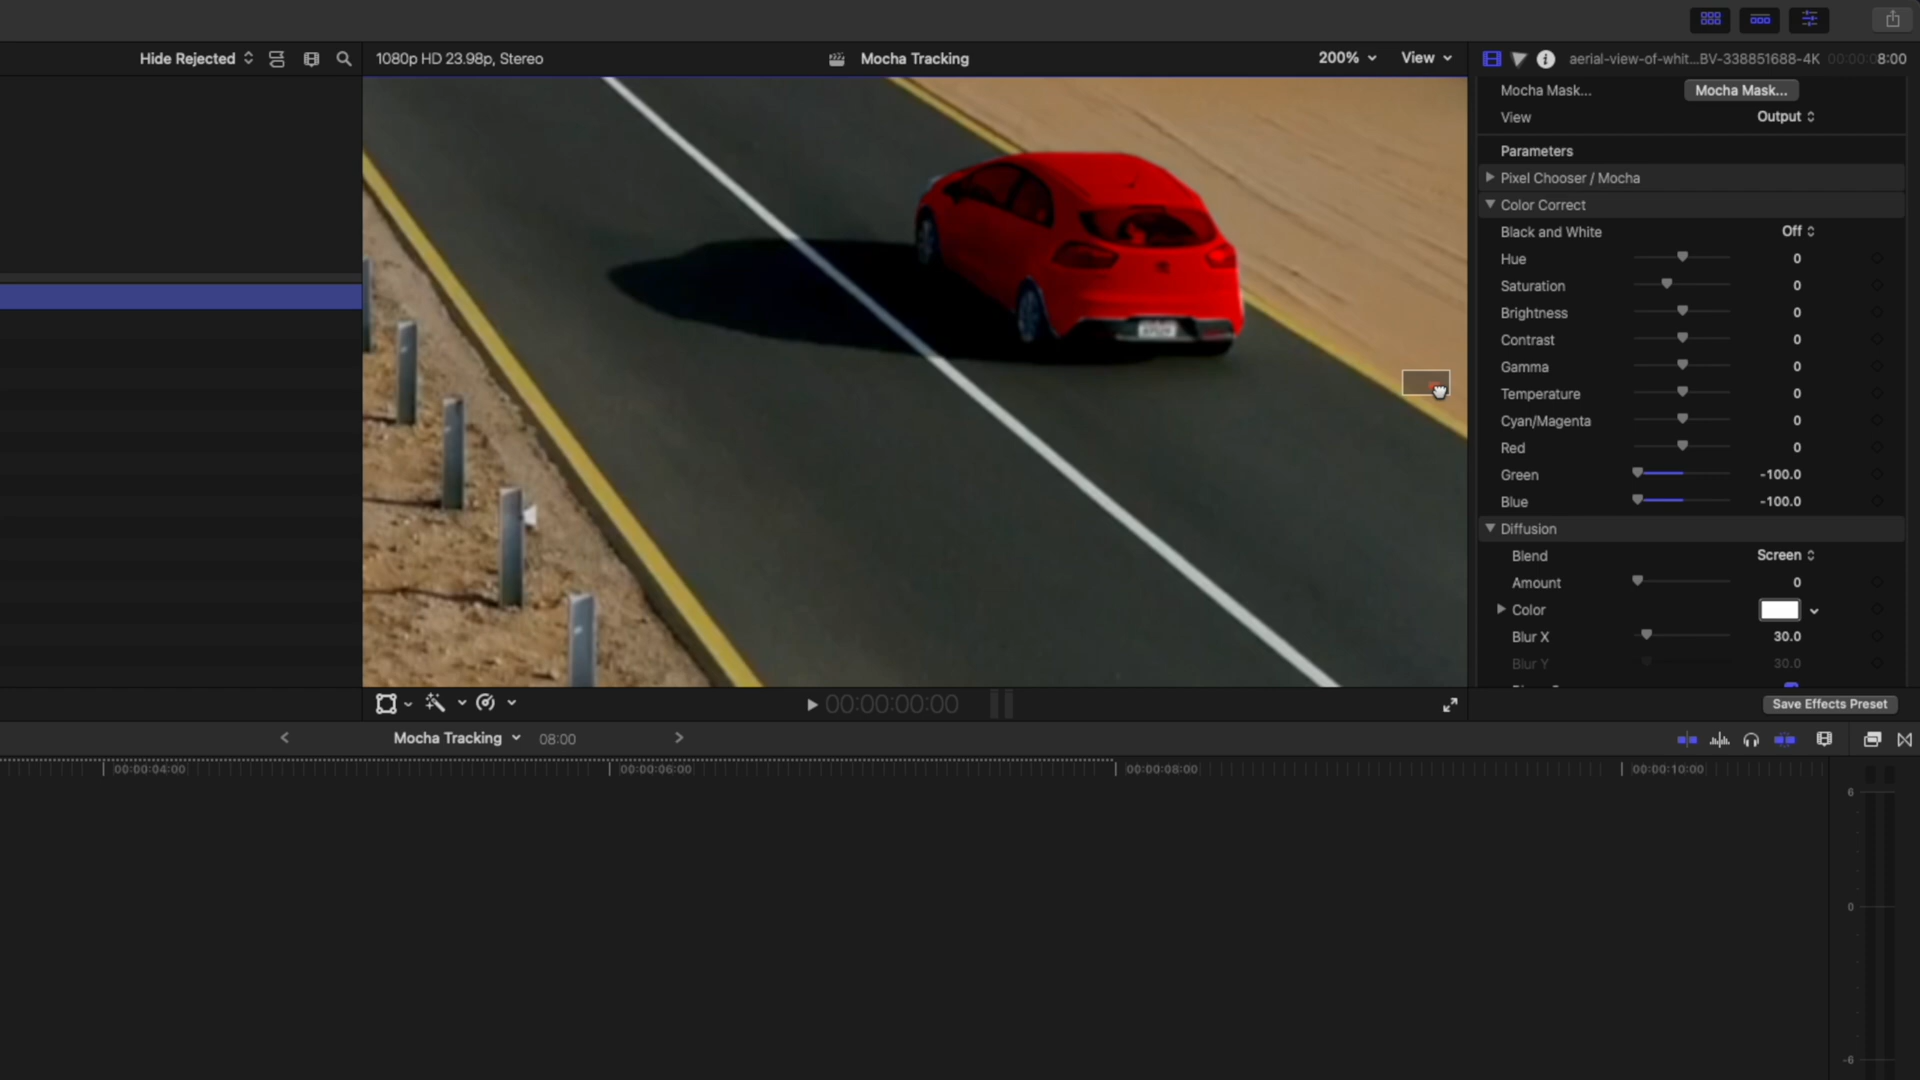 Hide Rejected
1080p HD 23.98p, Stereo
Mocha Tracking
200%
View
aerial-view-of-whit...BV-338851688-4K
00:00:08:00
Mocha Mask...
Mocha Mask...
View
Output
Parameters
Pixel Chooser / Mocha
Color Correct
Black and White
Off
Hue
0
Saturation
0
Brightness
0
Contrast
0
Gamma
0
Temperature
0
Cyan/Magenta
0
Red
0
Green
-100.0
Blue
-100.0
Diffusion
Blend
Screen
Amount
0
Color
Blur X
30.0
Blur Y
30.0
00:00:00:00
Save Effects Preset
Mocha Tracking
08:00
00:00:04:00
00:00:06:00
00:00:08:00
00:00:10:00
6
0
-6